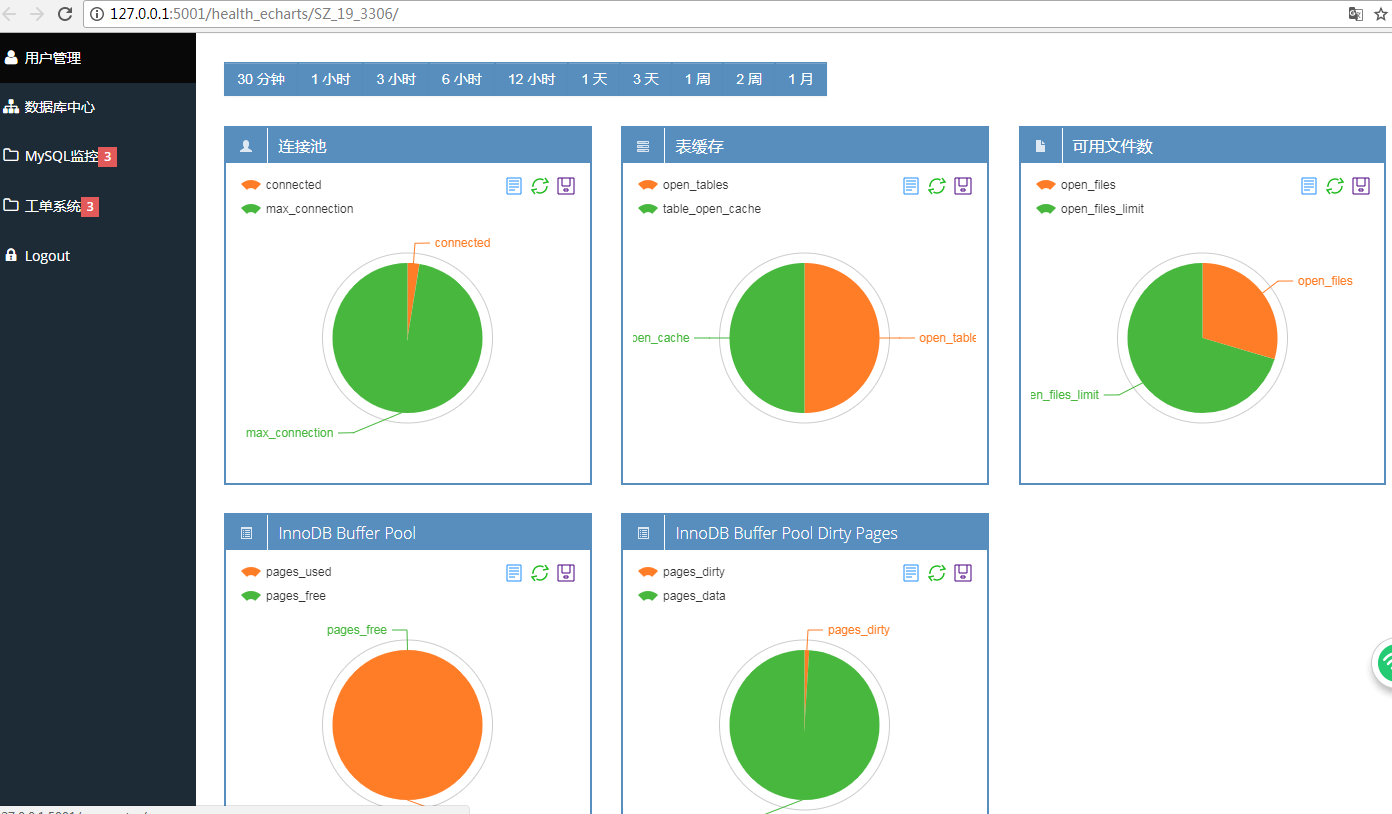 127.0.0.1:5001/health_echarts/SZ_19_3306/
用户管理
数据库中心
MySQL监控 3
工单系统 3
Logout
30 分钟 1 小时 3 小时 6 小时 12 小时 1 天 3 天 1 周 2 周 1 月
连接池
connected
max_connection
connected
max_connection
表缓存
open_tables
table_open_cache
pen_cache
open_table
可用文件数
open_files
open_files_limit
open_files
en_files_limit
InnoDB Buffer Pool
pages_used
pages_free
pages_free
InnoDB Buffer Pool Dirty Pages
pages_dirty
pages_data
pages_dirty